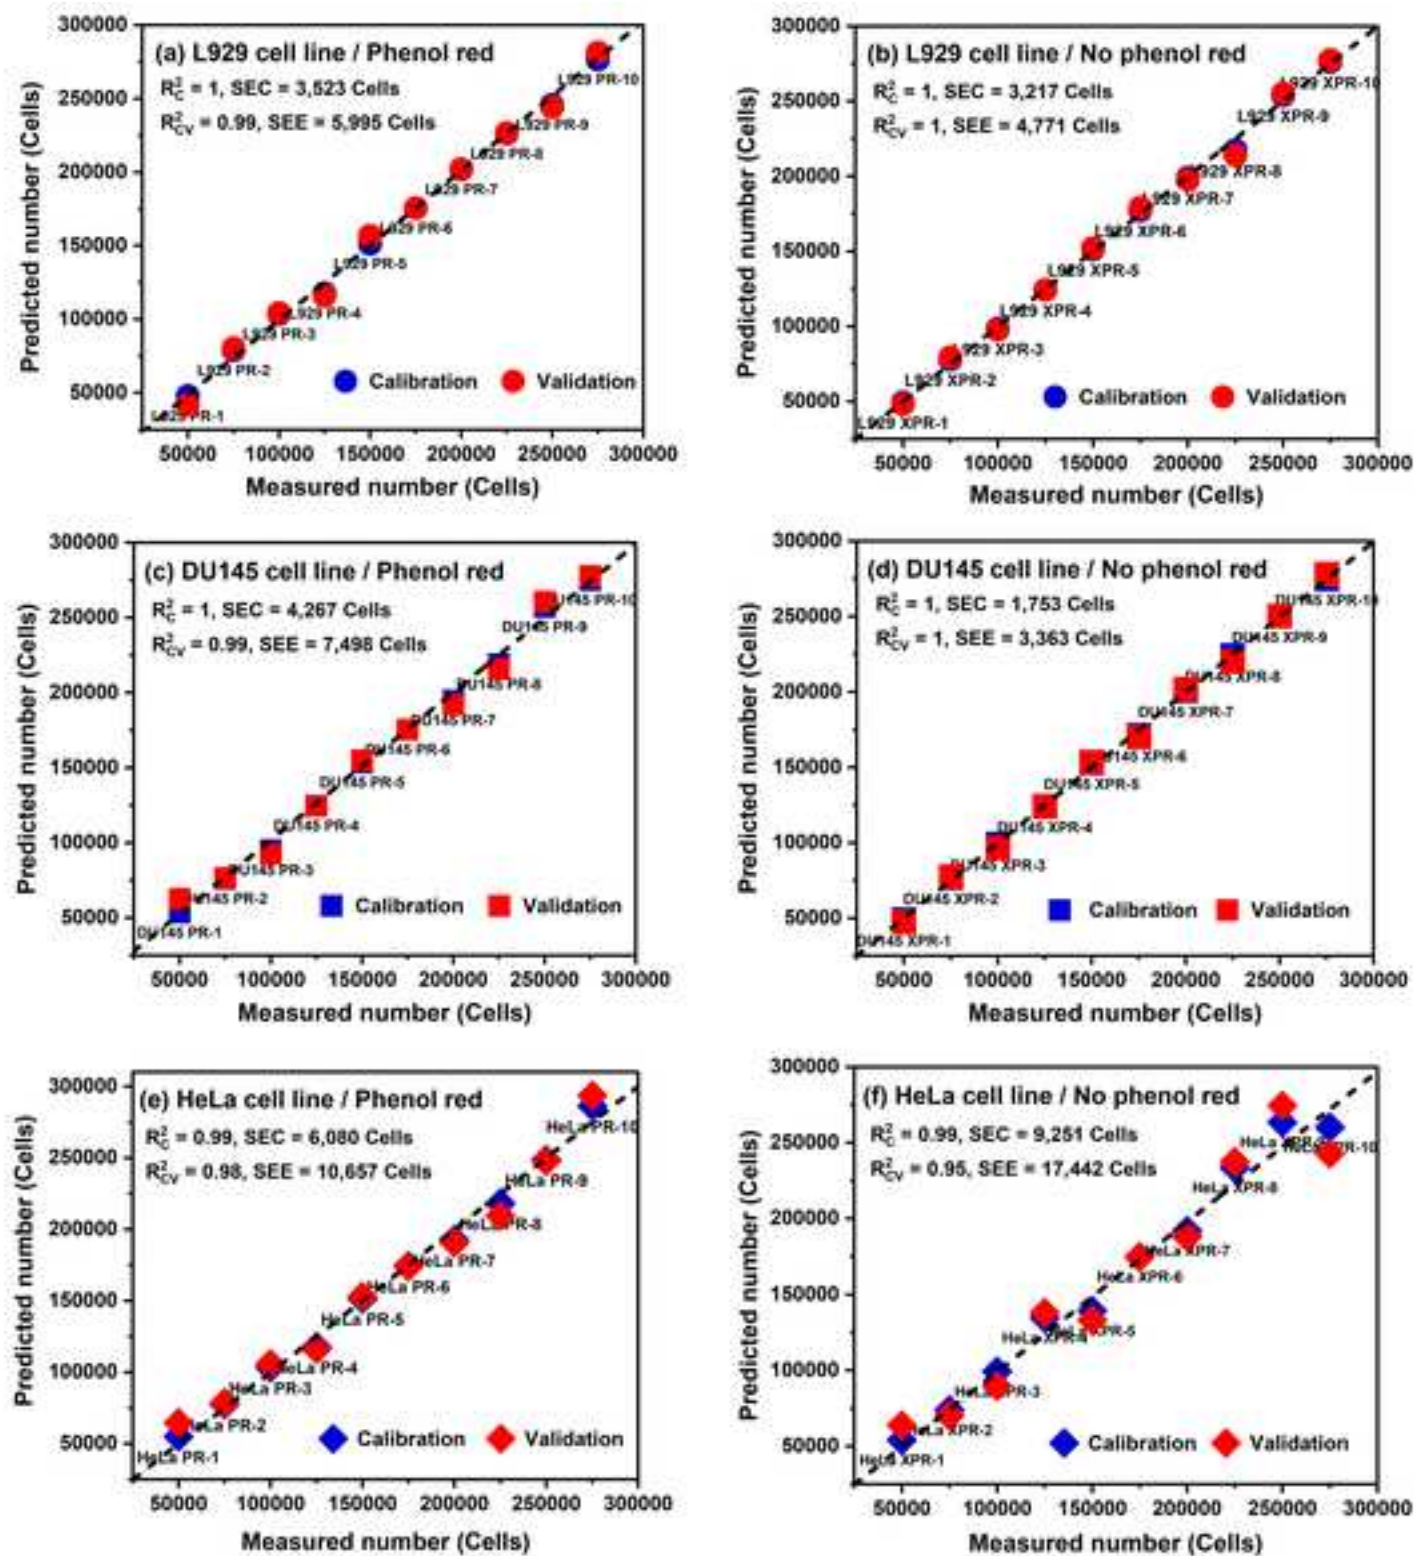 (a) L929 cell line / Phenol red
R²C = 1, SEC = 3,523 Cells
R²CV = 0.99, SEE = 5,995 Cells
Predicted number (Cells)
300000
250000
200000
150000
100000
50000
L929 PR-10
L929 PR-9
L929 PR-8
L929 PR-7
L929 PR-6
L929 PR-5
L929 PR-4
L929 PR-3
L929 PR-2
L929 PR-1
Calibration Validation
50000 100000 150000 200000 250000 300000
Measured number (Cells)
(b) L929 cell line / No phenol red
R²C = 1, SEC = 3,217 Cells
R²CV = 1, SEE = 4,771 Cells
Predicted number (Cells)
300000
250000
200000
150000
100000
50000
L929 XPR-10
L929 XPR-9
L929 XPR-8
L929 XPR-7
L929 XPR-6
L929 XPR-5
L929 XPR-4
L929 XPR-3
L929 XPR-2
L929 XPR-1
Calibration Validation
50000 100000 150000 200000 250000 300000
Measured number (Cells)
(c) DU145 cell line / Phenol red
R²C = 1, SEC = 4,267 Cells
R²CV = 0.99, SEE = 7,498 Cells
Predicted number (Cells)
300000
250000
200000
150000
100000
50000
DU145 PR-10
DU145 PR-9
DU145 PR-8
DU145 PR-7
DU145 PR-6
DU145 PR-5
DU145 PR-4
DU145 PR-3
DU145 PR-2
DU145 PR-1
Calibration Validation
50000 100000 150000 200000 250000 300000
Measured number (Cells)
(d) DU145 cell line / No phenol red
R²C = 1, SEC = 1,753 Cells
R²CV = 1, SEE = 3,363 Cells
Predicted number (Cells)
300000
250000
200000
150000
100000
50000
DU145 XPR-10
DU145 XPR-9
DU145 XPR-8
DU145 XPR-7
DU145 XPR-6
DU145 XPR-5
DU145 XPR-4
DU145 XPR-3
DU145 XPR-2
DU145 XPR-1
Calibration Validation
50000 100000 150000 200000 250000 300000
Measured number (Cells)
(e) HeLa cell line / Phenol red
R²C = 0.99, SEC = 6,080 Cells
R²CV = 0.98, SEE = 10,657 Cells
Predicted number (Cells)
300000
250000
200000
150000
100000
50000
HeLa PR-10
HeLa PR-9
HeLa PR-8
HeLa PR-7
HeLa PR-6
HeLa PR-5
HeLa PR-4
HeLa PR-3
HeLa PR-2
HeLa PR-1
Calibration Validation
50000 100000 150000 200000 250000 300000
Measured number (Cells)
(f) HeLa cell line / No phenol red
R²C = 0.99, SEC = 9,251 Cells
R²CV = 0.95, SEE = 17,442 Cells
Predicted number (Cells)
300000
250000
200000
150000
100000
50000
HeLa XPR-10
HeLa XPR-8
HeLa XPR-7
HeLa XPR-6
HeLa XPR-5
HeLa XPR-4
HeLa XPR-3
HeLa XPR-2
HeLa XPR-1
Calibration Validation
50000 100000 150000 200000 250000 300000
Measured number (Cells)